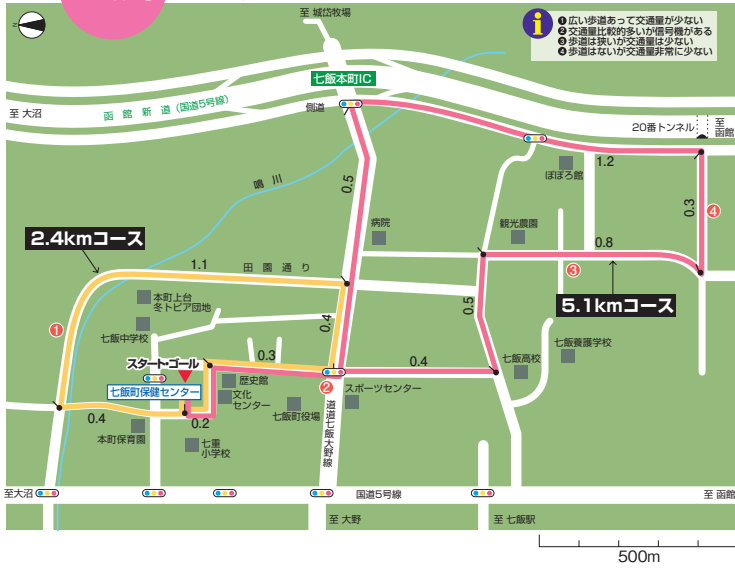 至 城岱牧場
i
❶広い歩道あって交通量が少ない
❷交通量比較的多いが信号機がある
❸歩道は狭いが交通量は少ない
❹歩道はないが交通量非常に少ない
N
七飯本町IC
至 大沼
函館新道(国道5号線)
側道
20番トンネル
至 函館
1.2
ぽぽろ館
鳴川
0.5
病院
観光農園
0.3
❹
2.4kmコース
1.1
田園通り
0.8
❸
5.1kmコース
本町上台
冬トピア団地
❶
七飯中学校
0.4
0.5
スタート・ゴール
0.3
0.4
七飯高校
七飯養護学校
七飯町保健センター
歴史館
❷
スポーツセンター
文化
センター
七飯町役場
道道七飯大野線
0.4
0.2
本町保育園
七重
小学校
至大沼
国道5号線
至 函館
至 大野
至 七飯駅
500m